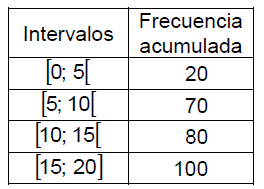 Intervalos Frecuencia acumulada
[0; 5[ 20
[5; 10[ 70
[10; 15[ 80
[15; 20] 100